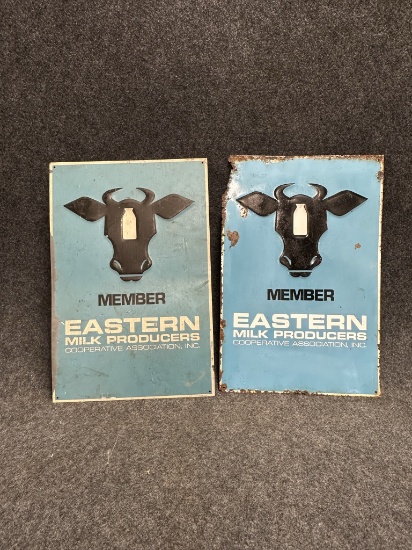 MEMBER
EASTERN
MILK PRODUCERS
COOPERATIVE ASSOCIATION, INC.
MEMBER
EASTERN
MILK PRODUCERS
COOPERATIVE ASSOCIATION, INC.